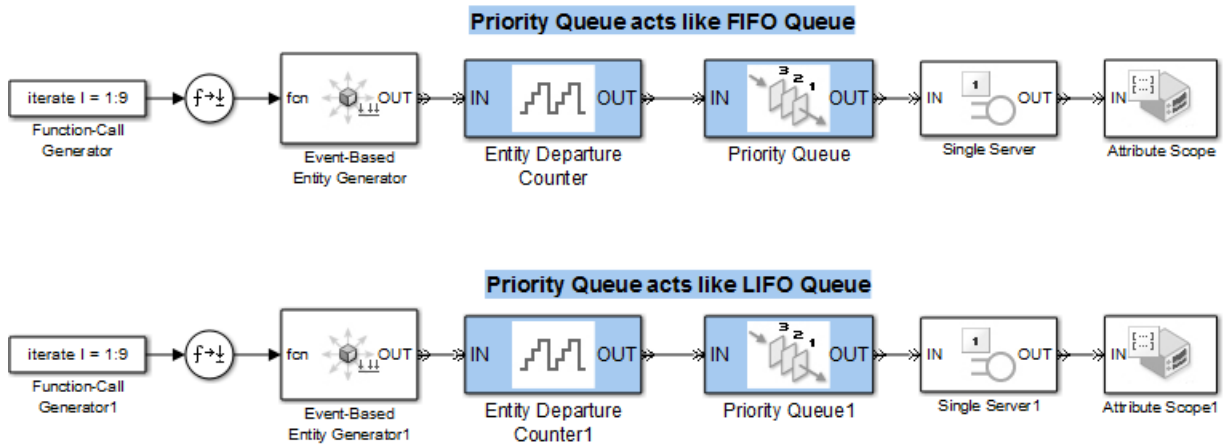 Priority Queue acts like FIFO Queue
iterate I = 1:9
f
fcn
OUT
IN
OUT
IN
3
2
1
OUT
IN
1
OUT
IN
[...]
Function-Call
Generator
Event-Based
Entity Generator
Entity Departure
Counter
Priority Queue
Single Server
Attribute Scope
Priority Queue acts like LIFO Queue
iterate I = 1:9
f
fcn
OUT
IN
OUT
IN
3
2
1
OUT
IN
1
OUT
IN
[...]
Function-Call
Generator1
Event-Based
Entity Generator1
Entity Departure
Counter1
Priority Queue1
Single Server1
Attribute Scope1